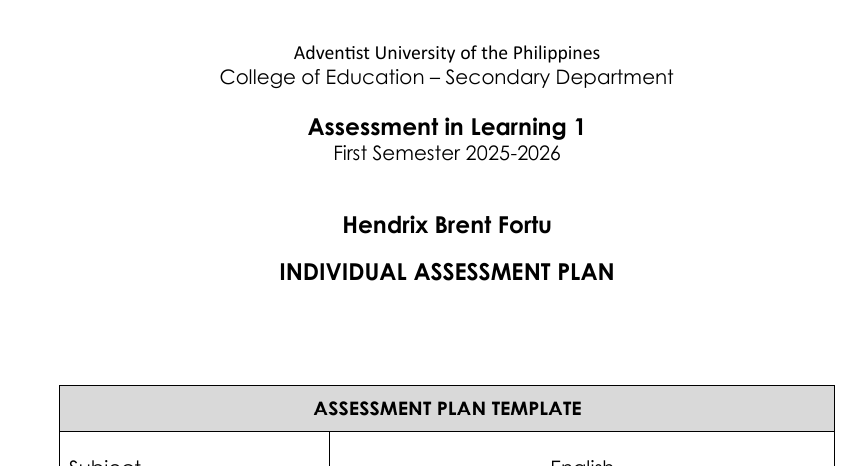 Adventist University of the Philippines
College of Education – Secondary Department
Assessment in Learning 1
First Semester 2025-2026
Hendrix Brent Fortu
INDIVIDUAL ASSESSMENT PLAN
ASSESSMENT PLAN TEMPLATE
Subject
English